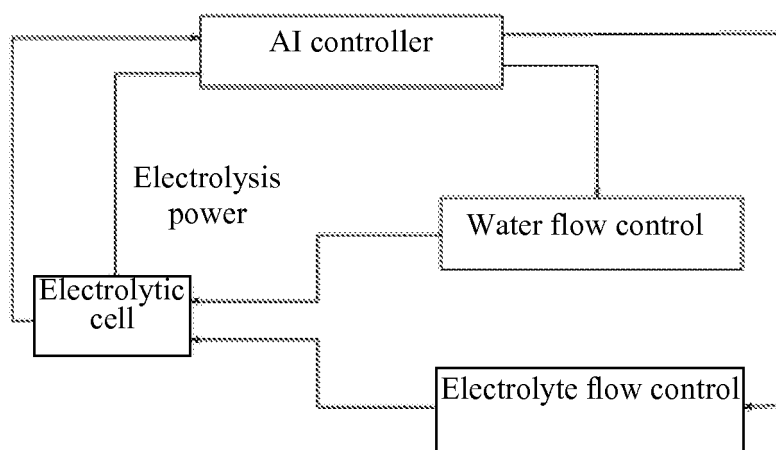 AI controller
Electrolysis
power
Water flow control
Electrolytic
cell
Electrolyte flow control